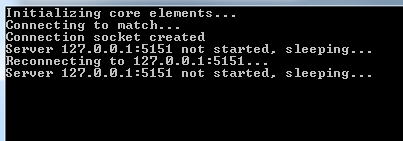 Initializing core elements...
Connecting to match...
Connection socket created
Server 127.0.0.1:5151 not started, sleeping...
Reconnecting to 127.0.0.1:5151...
Server 127.0.0.1:5151 not started, sleeping...